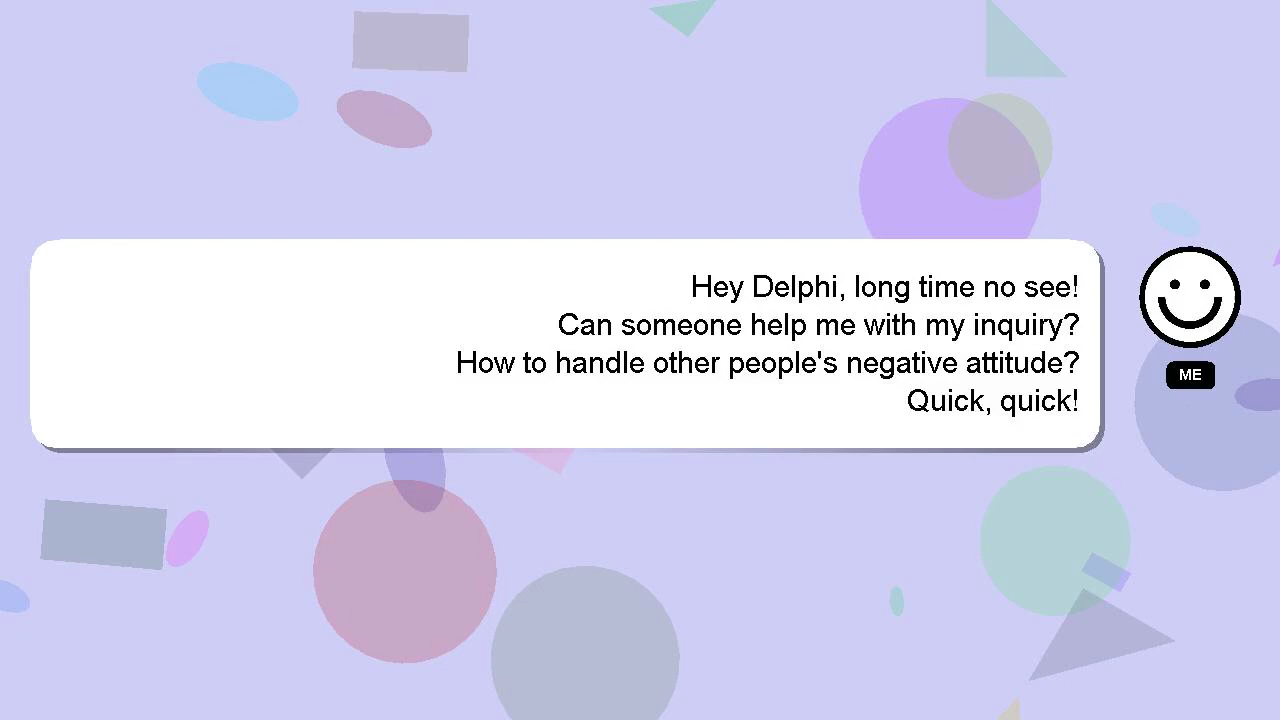 Hey Delphi, long time no see!
Can someone help me with my inquiry?
How to handle other people's negative attitude?
Quick, quick!
ME